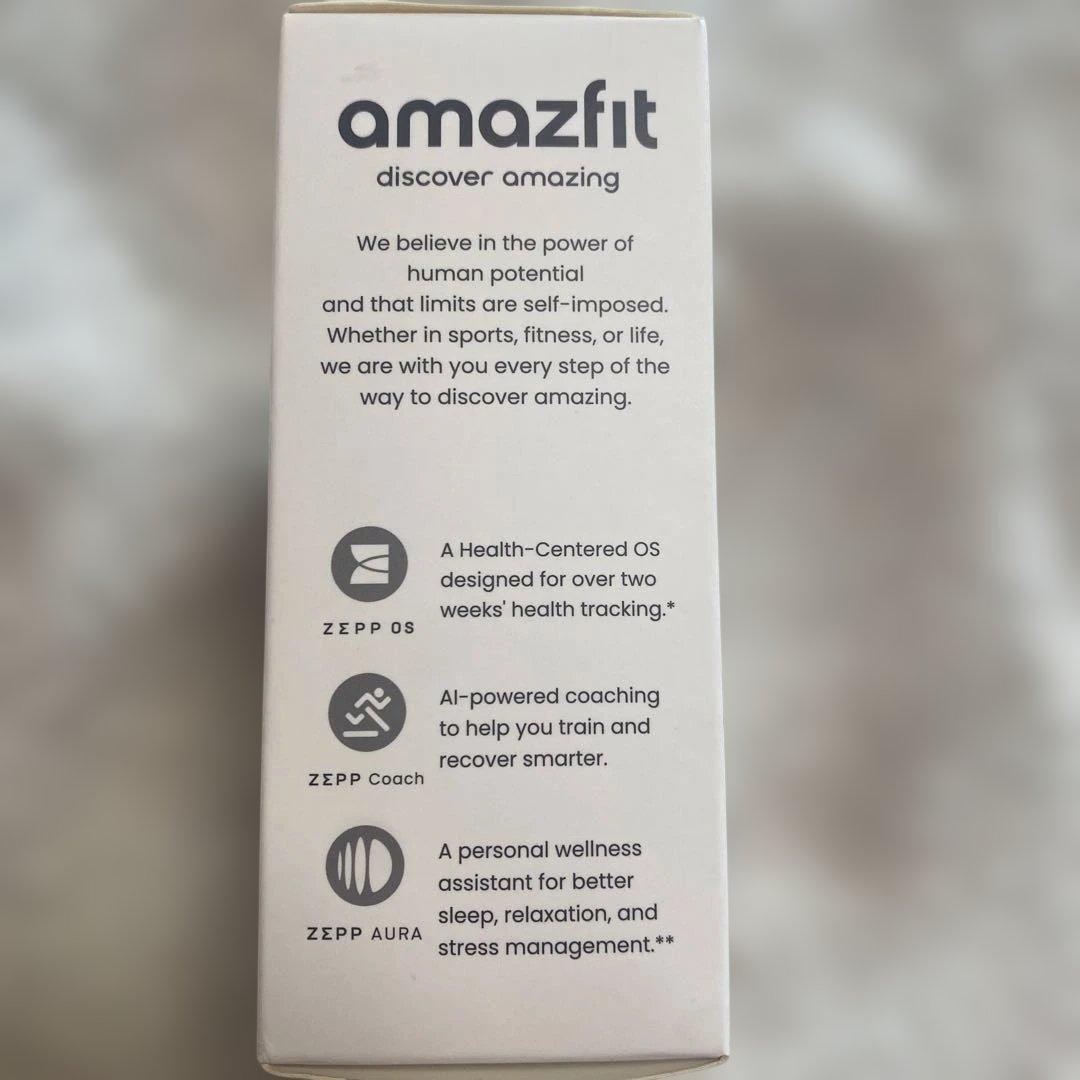 amazfit
discover amazing
We believe in the power of
human potential
and that limits are self-imposed.
Whether in sports, fitness, or life,
we are with you every step of the
way to discover amazing.
A Health-Centered OS
designed for over two
weeks' health tracking.*
ZΣPP OS
AI-powered coaching
to help you train and
recover smarter.
ZΣPP Coach
A personal wellness
assistant for better
sleep, relaxation, and
stress management.**
ZΣPP AURA